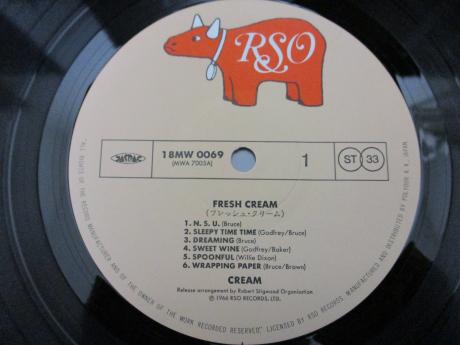 RSO
JASRAC
18MW 0069
(MWA 7003A)
1
ST 33
FRESH CREAM
(フレッシュ・クリーム)
1. N. S. U. (Bruce)
2. SLEEPY TIME TIME (Godfrey/Bruce)
3. DREAMING (Bruce)
4. SWEET WINE (Godfrey/Baker)
5. SPOONFUL (Willie Dixon)
6. WRAPPING PAPER (Bruce/Brown)
CREAM
Release arrangement by Robert Stigwood Organisation
© 1966 RSO RECORDS, LTD.
ALL RIGHTS OF THE RECORD MANUFACTURER AND OF THE OWNER OF THE WORK RECORDED RESERVED. LICENSED BY RSO RECORDS. MANUFACTURED AND DISTRIBUTED BY POLYDOR K.K., JAPAN